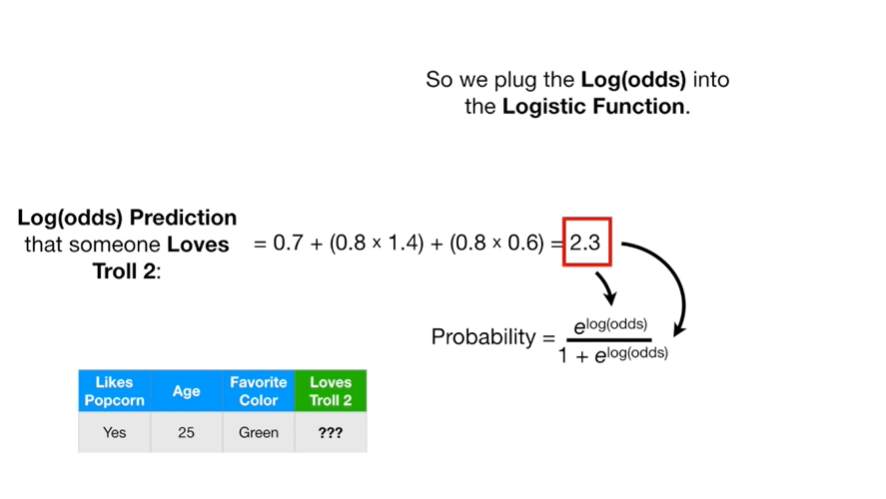 So we plug the Log(odds) into
the Logistic Function.
Log(odds) Prediction
that someone Loves
Troll 2:
= 0.7 + (0.8 × 1.4) + (0.8 × 0.6) = 2.3
Probability =
e^log(odds)
1 + e^log(odds)
Likes Popcorn Age Favorite Color Loves Troll 2
Yes 25 Green ???